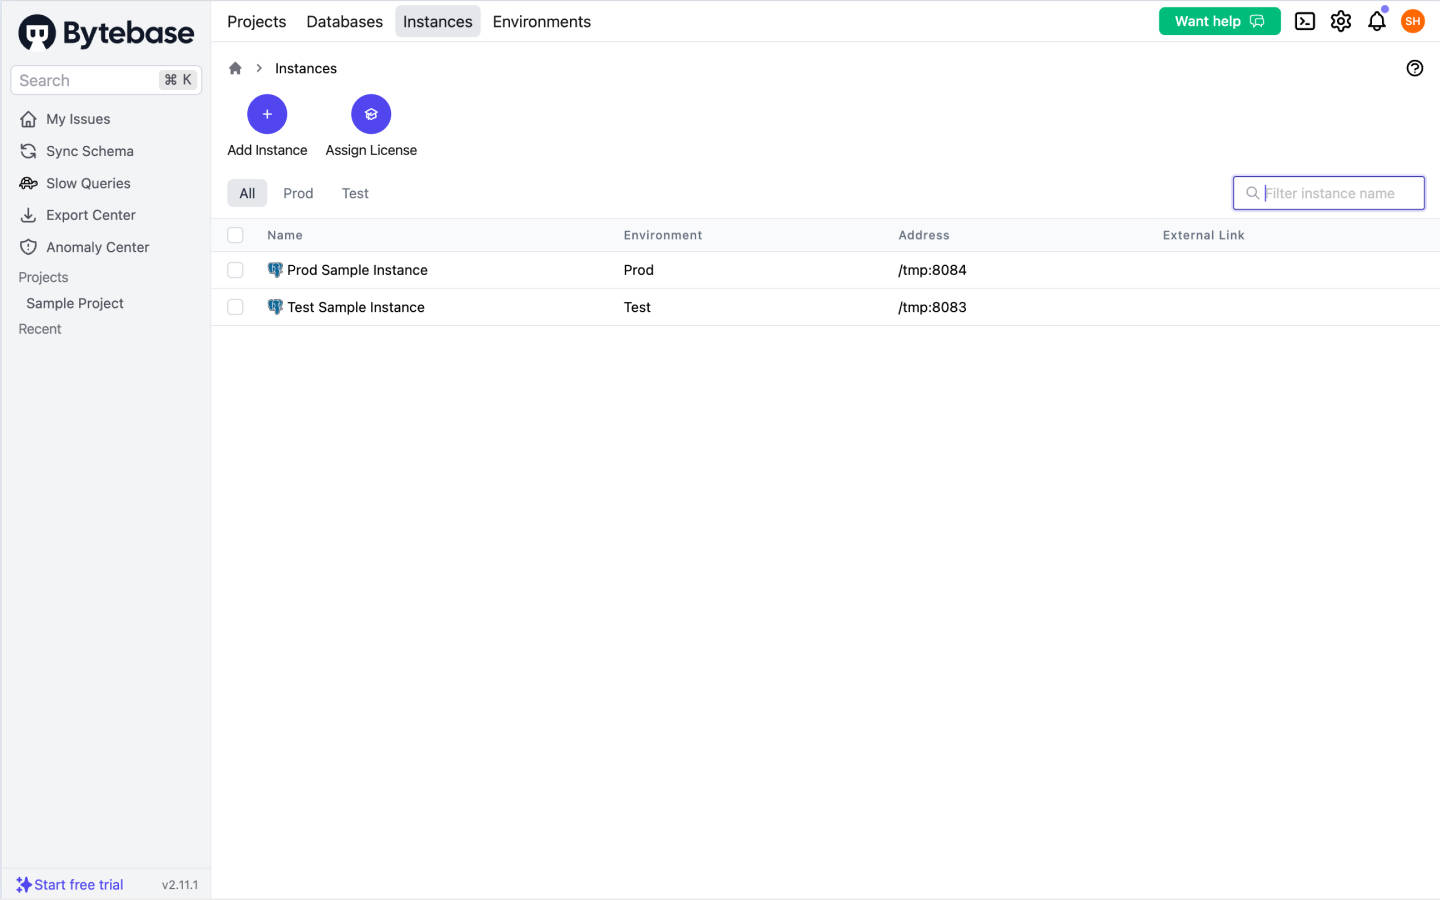 Bytebase
Search ⌘ K
My Issues
Sync Schema
Slow Queries
Export Center
Anomaly Center
Projects
Sample Project
Recent
Start free trial v2.11.1
Projects Databases Instances Environments
Want help SH
Instances
Add Instance Assign License
All Prod Test
Filter instance name
Name Environment Address External Link
Prod Sample Instance Prod /tmp:8084
Test Sample Instance Test /tmp:8083